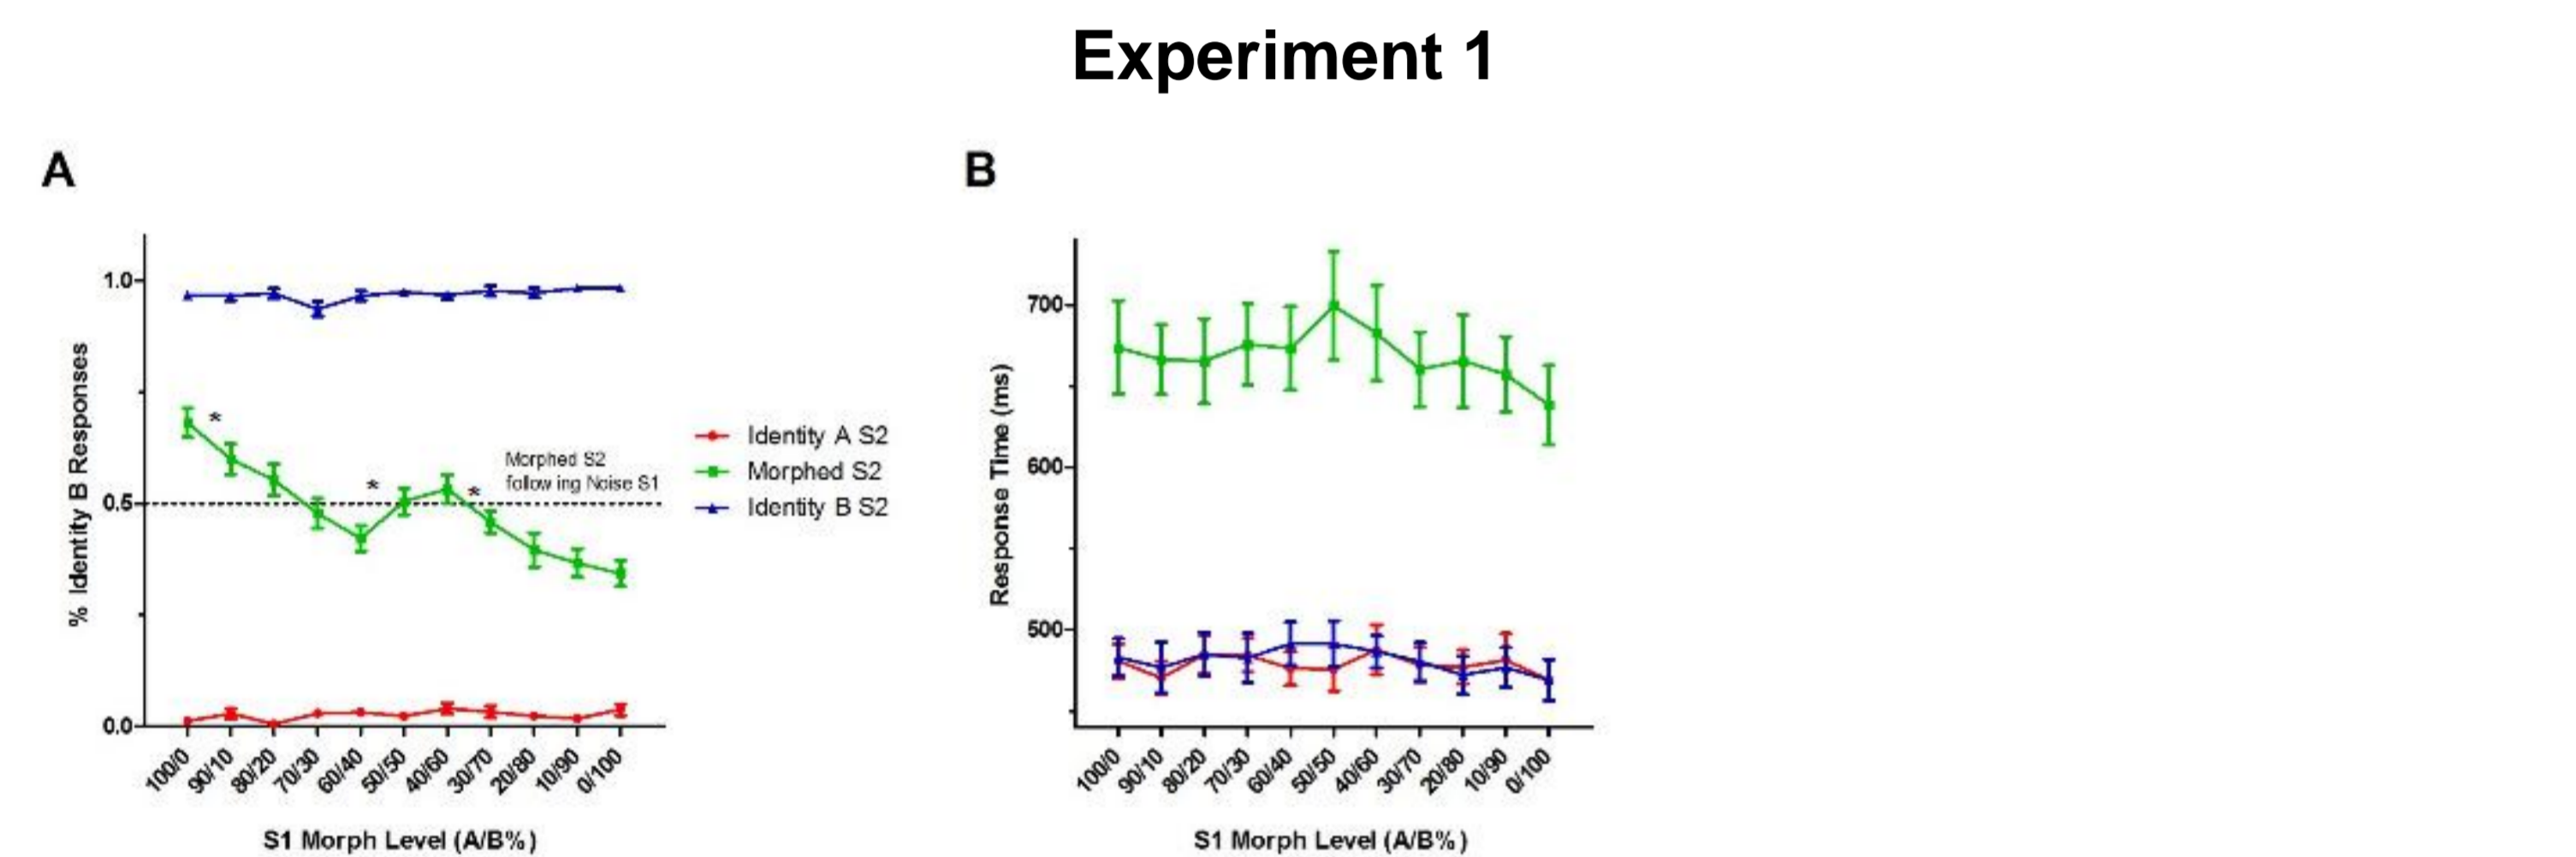 Experiment 1
A
% Identity B Responses
1.0
0.5
0.0
*
*
*
Morphed S2
following Noise S1
100/0
90/10
80/20
70/30
60/40
50/50
40/60
30/70
20/80
10/90
0/100
S1 Morph Level (A/B%)
Identity A S2
Morphed S2
Identity B S2
B
Response Time (ms)
700
600
500
100/0
90/10
80/20
70/30
60/40
50/50
40/60
30/70
20/80
10/90
0/100
S1 Morph Level (A/B%)